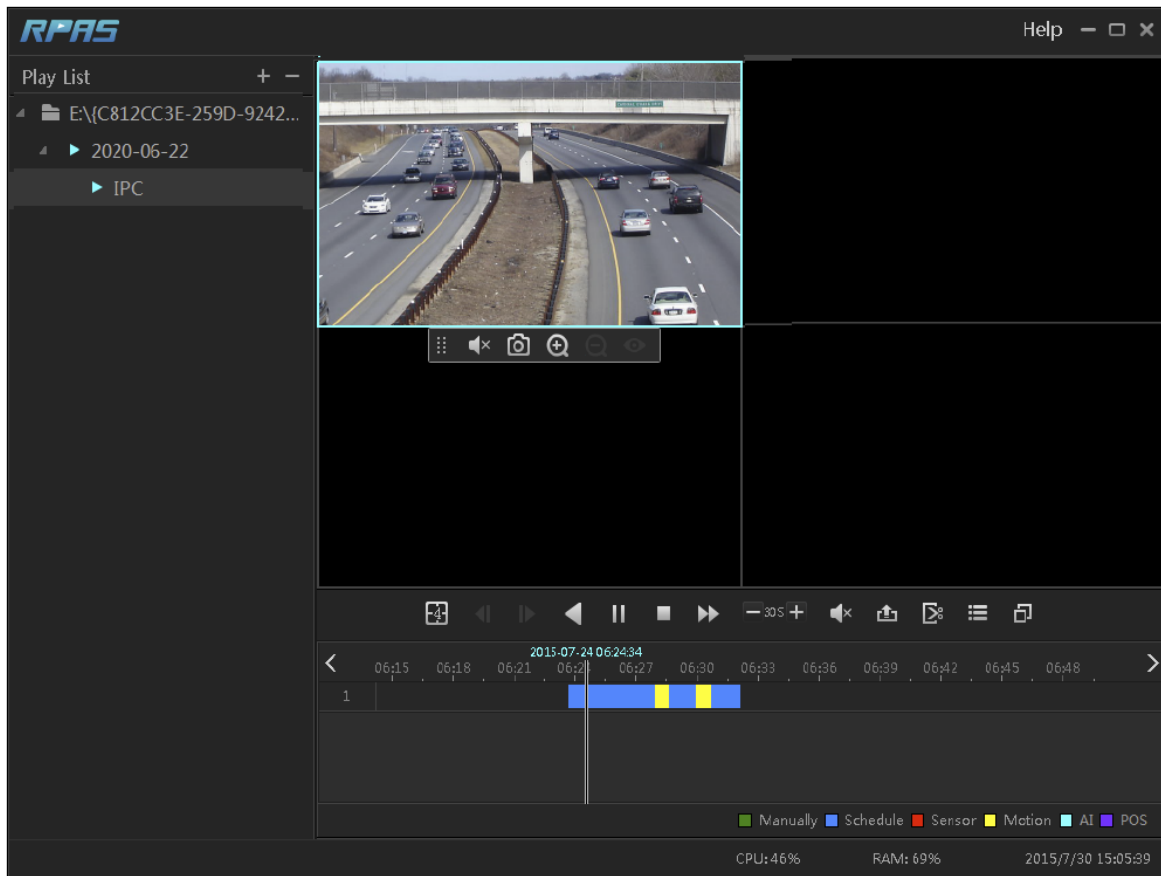 RPAS
Help
Play List
E:\{C812CC3E-259D-9242...
2020-06-22
IPC
4
30S
2015-07-24 06:24:34
06:15 06:18 06:21 06:24 06:27 06:30 06:33 06:36 06:39 06:42 06:45 06:48
1
Manually Schedule Sensor Motion AI POS
CPU: 46% RAM: 69% 2015/7/30 15:05:39